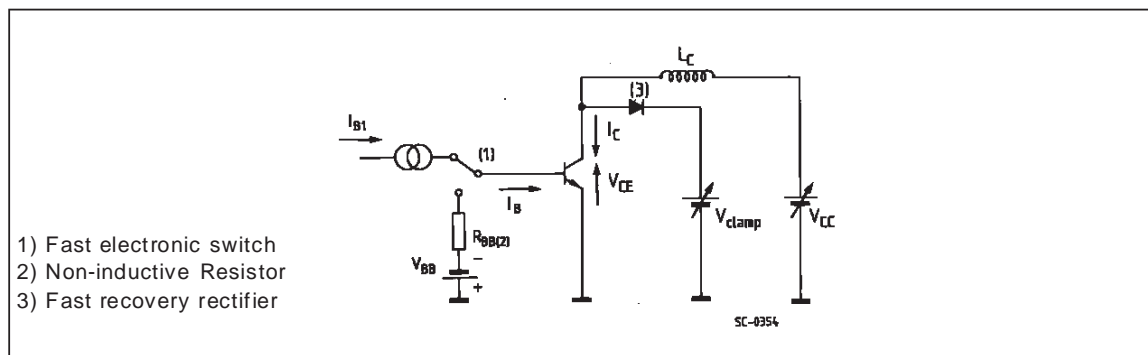 L_C
(3)
I_B1
I_C
(1)
V_CE
I_B
V_clamp
V_CC
R_BB(2)
1) Fast electronic switch
V_BB
−
+
2) Non-inductive Resistor
3) Fast recovery rectifier
SC-0354